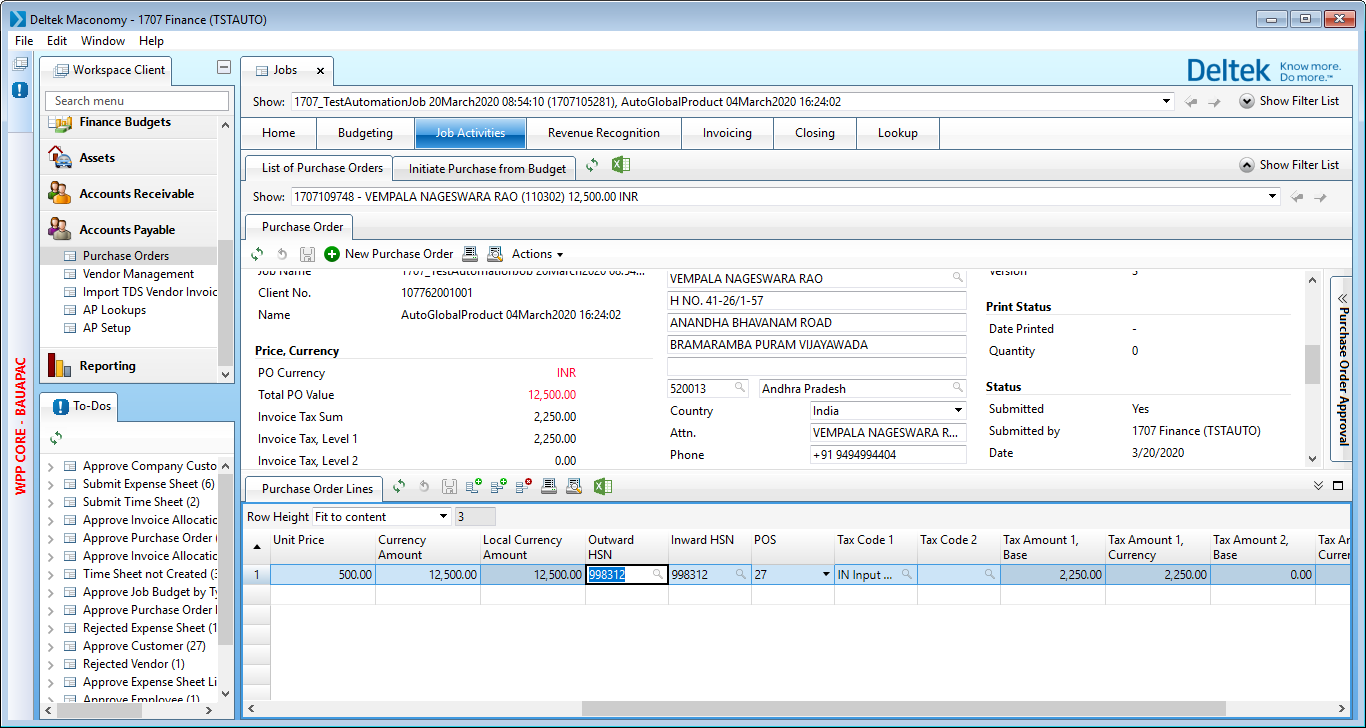 Deltek Maconomy - 1707 Finance (TSTAUTO)
File Edit Window Help
WPP CORE - BAUAPAC
Workspace Client
Search menu
Finance Budgets
Assets
Accounts Receivable
Accounts Payable
Purchase Orders
Vendor Management
Import TDS Vendor Invoic
AP Lookups
AP Setup
Reporting
To-Dos
Approve Company Custo
Submit Expense Sheet (6)
Submit Time Sheet (2)
Approve Invoice Allocatic
Approve Purchase Order (
Approve Invoice Allocatic
Time Sheet not Created (3
Approve Job Budget by Ty
Approve Purchase Order
Rejected Expense Sheet (1
Approve Customer (27)
Rejected Vendor (1)
Approve Expense Sheet Li
Approve Employee (1)
Jobs
Deltek Know more. Do more.™
Show: 1707_TestAutomationJob 20March2020 08:54:10 (1707105281), AutoGlobalProduct 04March2020 16:24:02 Show Filter List
Home Budgeting Job Activities Revenue Recognition Invoicing Closing Lookup
List of Purchase Orders Initiate Purchase from Budget Show Filter List
Show: 1707109748 - VEMPALA NAGESWARA RAO (110302) 12,500.00 INR
Purchase Order
New Purchase Order Actions
Job Name 1707_TestAutomationJob 20March2020 08:54...
Client No. 107762001001
Name AutoGlobalProduct 04March2020 16:24:02
Price, Currency
PO Currency INR
Total PO Value 12,500.00
Invoice Tax Sum 2,250.00
Invoice Tax, Level 1 2,250.00
Invoice Tax, Level 2 0.00
VEMPALA NAGESWARA RAO
H NO. 41-26/1-57
ANANDHA BHAVANAM ROAD
BRAMARAMBA PURAM VIJAYAWADA
520013 Andhra Pradesh
Country India
Attn. VEMPALA NAGESWARA R...
Phone +91 9494994404
Version 3
Print Status
Date Printed -
Quantity 0
Status
Submitted Yes
Submitted by 1707 Finance (TSTAUTO)
Date 3/20/2020
Purchase Order Approval
Purchase Order Lines
Row Height Fit to content 3
Unit Price Currency Amount Local Currency Amount Outward HSN Inward HSN POS Tax Code 1 Tax Code 2 Tax Amount 1, Base Tax Amount 1, Currency Tax Amount 2, Base Tax Am Curre
1 500.00 12,500.00 12,500.00 998312 998312 27 IN Input ... 2,250.00 2,250.00 0.00